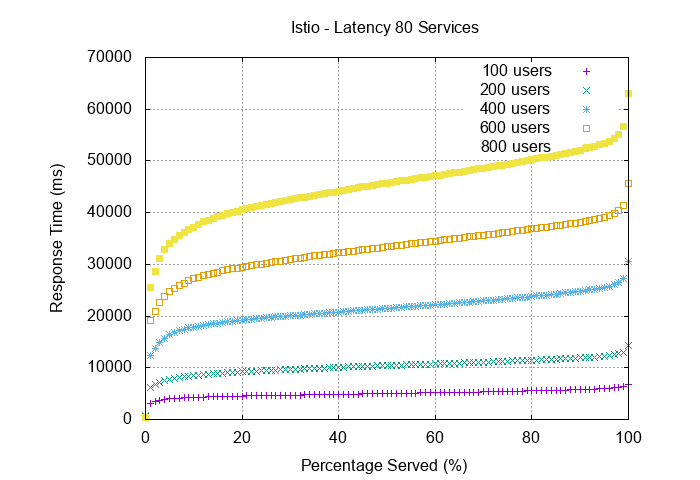 Istio - Latency 80 Services
70000
60000
50000
40000
30000
20000
10000
0
0 20 40 60 80 100
Response Time (ms)
Percentage Served (%)
100 users
200 users
400 users
600 users
800 users